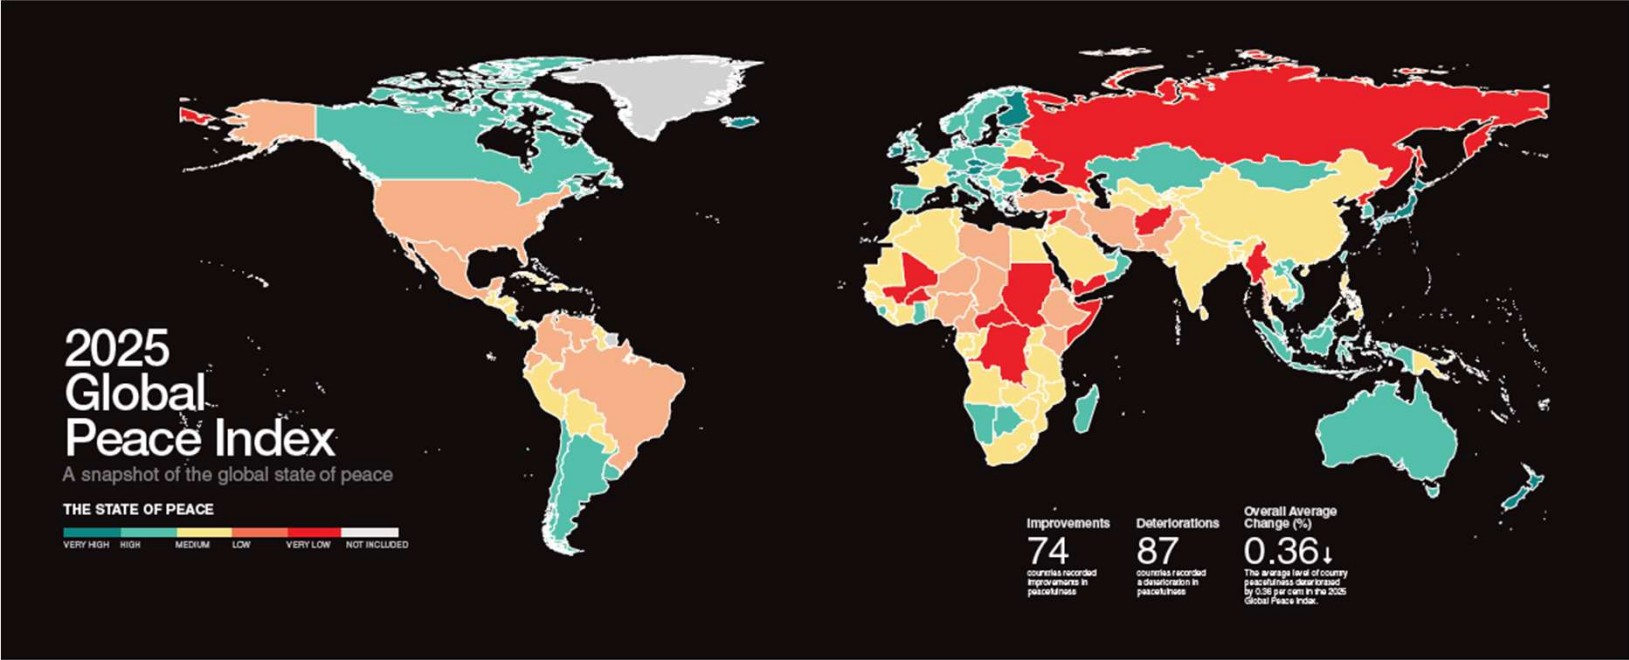 2025
Global
Peace Index
A snapshot of the global state of peace
THE STATE OF PEACE
VERY HIGH HIGH MEDIUM LOW VERY LOW NOT INCLUDED
Improvements
74
countries recorded
improvements in
peacefulness
Deteriorations
87
countries recorded
a deterioration in
peacefulness
Overall Average
Change (%)
0.36↓
The average level of country
peacefulness deteriorated
by 0.36 per cent in the 2025
Global Peace Index.